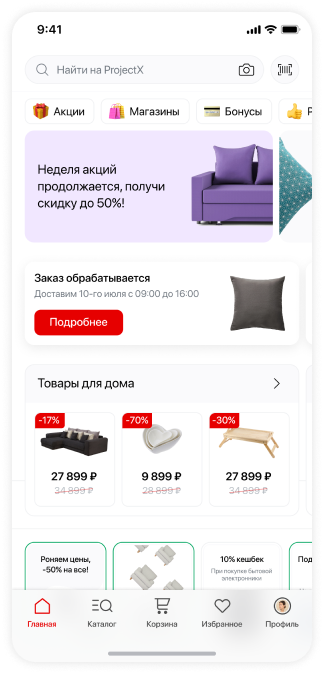 9:41
Найти на ProjectX
Акции
Магазины
Бонусы
Неделя акций
продолжается, получи
скидку до 50%!
Заказ обрабатывается
Доставим 10-го июля с 09:00 до 16:00
Подробнее
Товары для дома
-17%
-70%
-30%
27 899 ₽
9 899 ₽
27 899 ₽
34 899 ₽
28 899 ₽
34 899 ₽
Роняем цены,
-50% на все!
10% кешбек
При покупке бытовой
электроники
Под
Главная
Каталог
Корзина
Избранное
Профиль